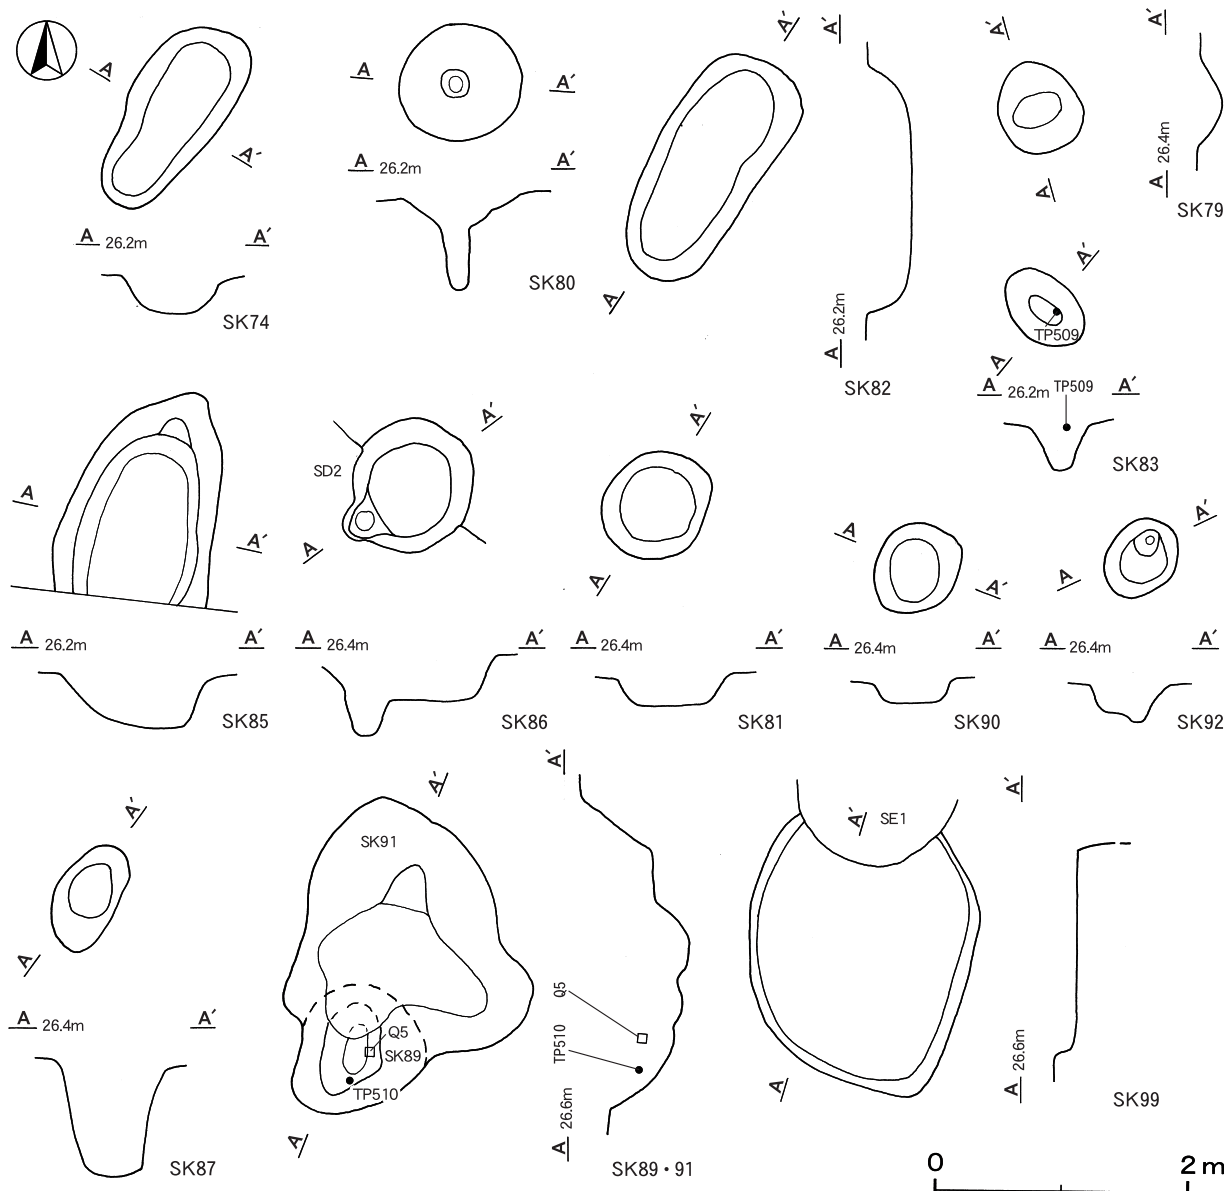 A
A′
A 26.2m A′
SK74
A
A′
A 26.2m A′
SK80
A′
A
A′
26.2m
A
SK82
A′
A
A′
26.4m
A
SK79
A′
TP509
A
A 26.2m TP509 A′
SK83
A
A′
A 26.2m A′
SK85
SD2
A′
A
A 26.4m A′
SK86
A′
A
A 26.4m A′
SK81
A
A′
A 26.4m A′
SK90
A′
A
A 26.4m A′
SK92
A′
A
A 26.4m A′
SK87
A′
SK91
Q5
SK89
TP510
A
A′
Q5
TP510
26.6m
A
SK89・91
A′ SE1
A
A′
26.6m
A
SK99
0 2m